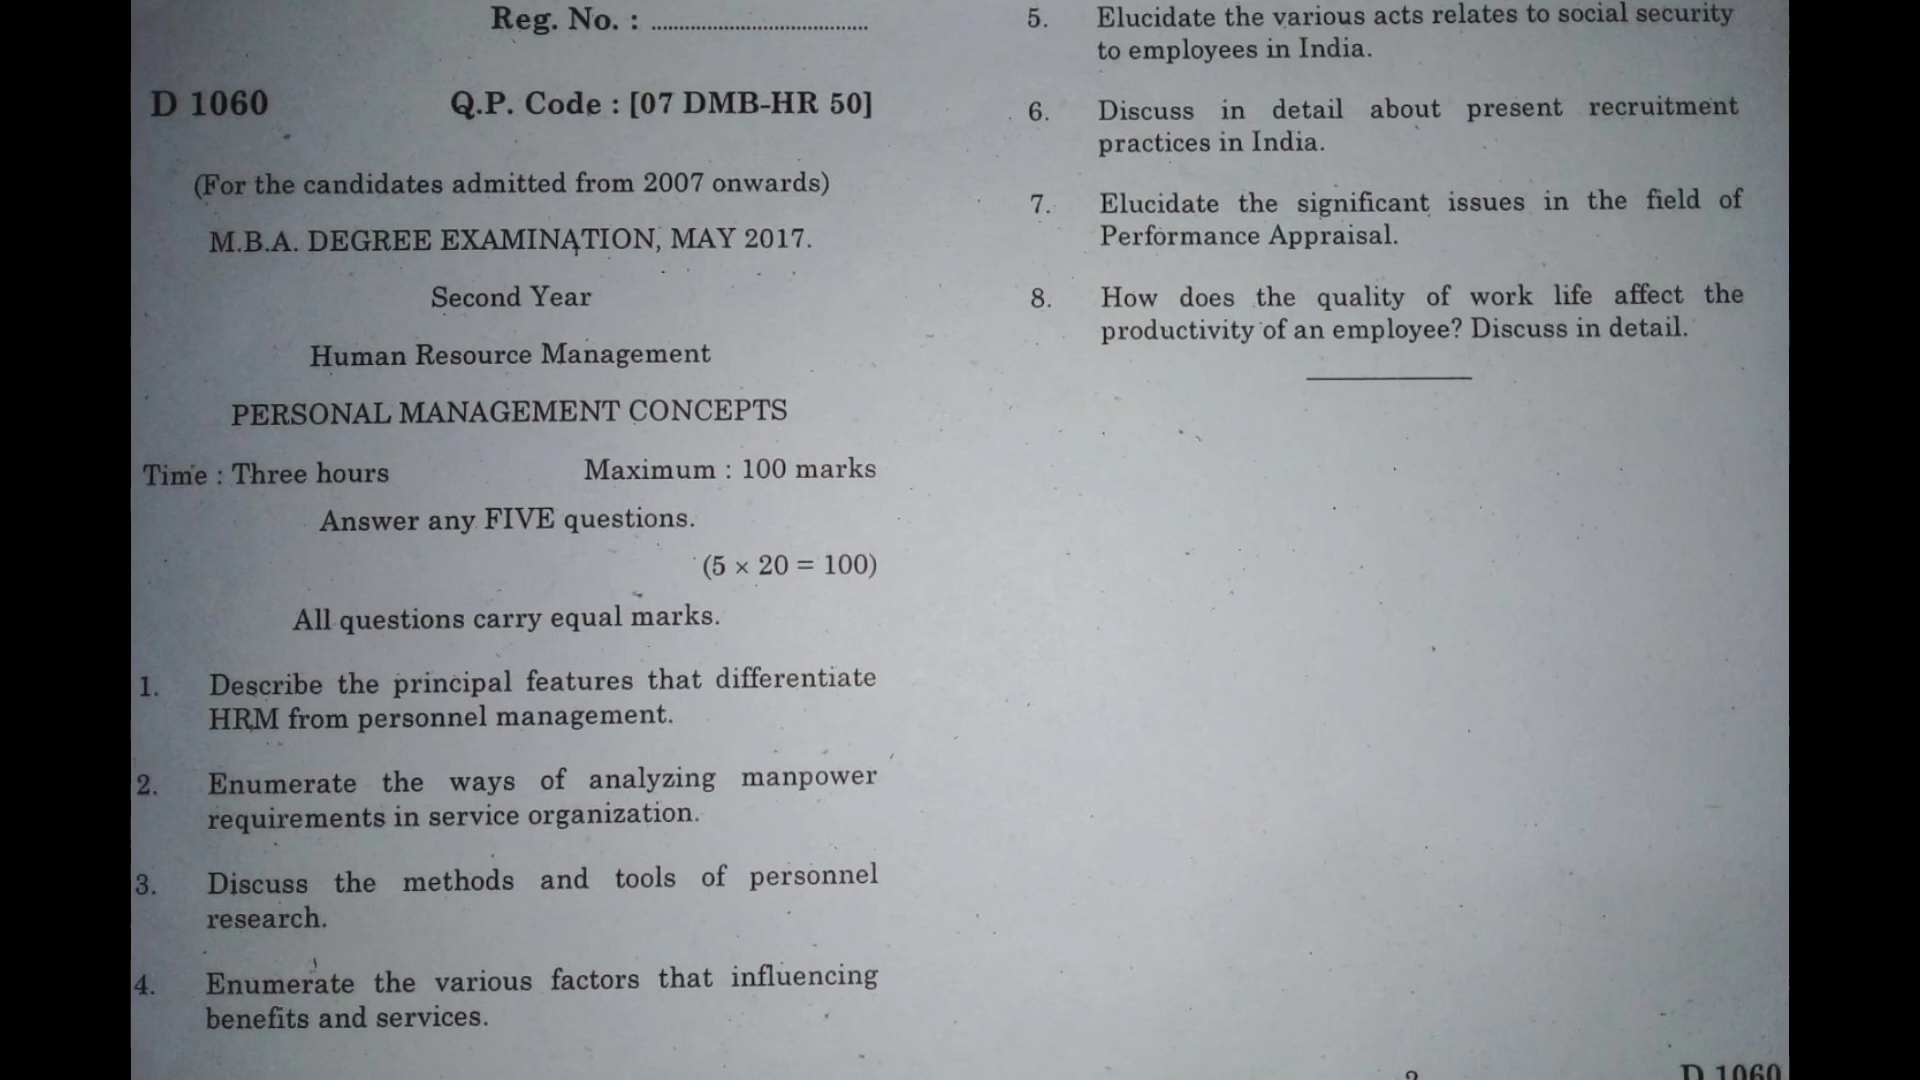 Reg. No. : ......................................
D 1060 Q.P. Code : [07 DMB-HR 50]
(For the candidates admitted from 2007 onwards)
M.B.A. DEGREE EXAMINATION, MAY 2017.
Second Year
Human Resource Management
PERSONAL MANAGEMENT CONCEPTS
Time : Three hours Maximum : 100 marks
Answer any FIVE questions.
(5 × 20 = 100)
All questions carry equal marks.
1. Describe the principal features that differentiate
HRM from personnel management.
2. Enumerate the ways of analyzing manpower
requirements in service organization.
3. Discuss the methods and tools of personnel
research.
4. Enumerate the various factors that influencing
benefits and services.
5. Elucidate the various acts relates to social security
to employees in India.
6. Discuss in detail about present recruitment
practices in India.
7. Elucidate the significant issues in the field of
Performance Appraisal.
8. How does the quality of work life affect the
productivity of an employee? Discuss in detail.
2 D 1060